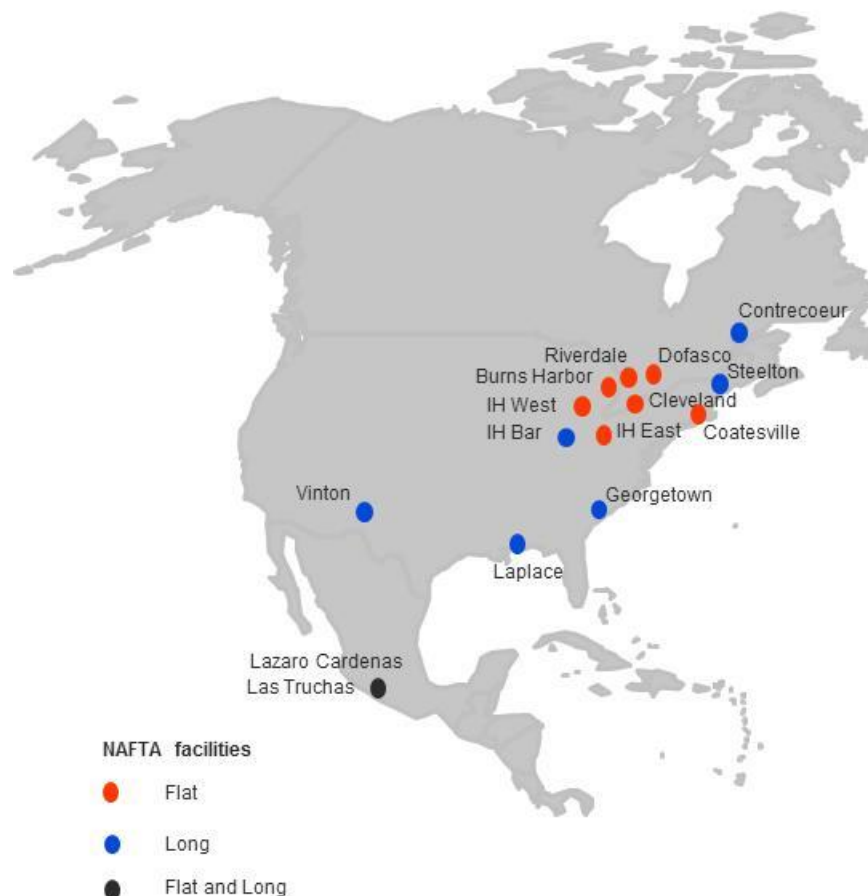 Contrecoeur
Riverdale
Dofasco
Burns Harbor
Steelton
IH West
Cleveland
IH Bar
IH East
Coatesville
Vinton
Georgetown
Laplace
Lazaro Cardenas
Las Truchas
NAFTA facilities
Flat
Long
Flat and Long